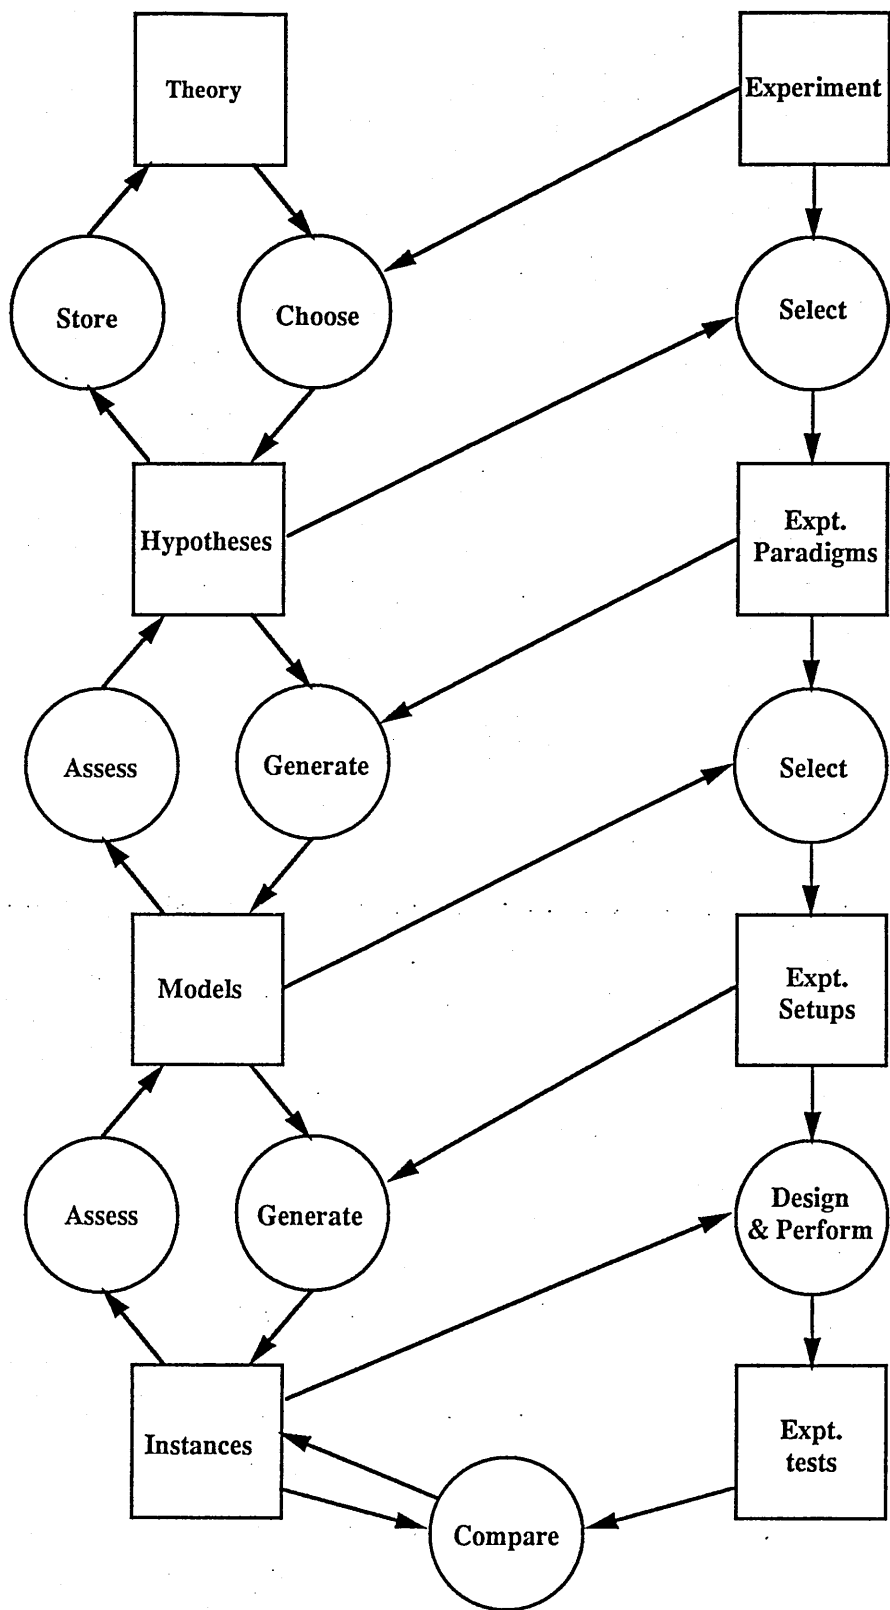 Theory
Experiment
Store
Choose
Select
Hypotheses
Expt.
Paradigms
Assess
Generate
Select
Models
Expt.
Setups
Assess
Generate
Design
& Perform
Instances
Expt.
tests
Compare